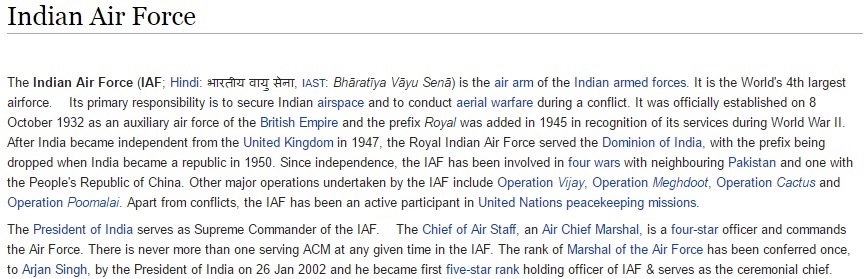 Indian Air Force
The Indian Air Force (IAF; Hindi: भारतीय वायु सेना, IAST: Bhāratīya Vāyu Senā) is the air arm of the Indian armed forces. It is the World's 4th largest
airforce. Its primary responsibility is to secure Indian airspace and to conduct aerial warfare during a conflict. It was officially established on 8
October 1932 as an auxiliary air force of the British Empire and the prefix Royal was added in 1945 in recognition of its services during World War II.
After India became independent from the United Kingdom in 1947, the Royal Indian Air Force served the Dominion of India, with the prefix being
dropped when India became a republic in 1950. Since independence, the IAF has been involved in four wars with neighbouring Pakistan and one with
the People's Republic of China. Other major operations undertaken by the IAF include Operation Vijay, Operation Meghdoot, Operation Cactus and
Operation Poomalai. Apart from conflicts, the IAF has been an active participant in United Nations peacekeeping missions.
The President of India serves as Supreme Commander of the IAF. The Chief of Air Staff, an Air Chief Marshal, is a four-star officer and commands
the Air Force. There is never more than one serving ACM at any given time in the IAF. The rank of Marshal of the Air Force has been conferred once,
to Arjan Singh, by the President of India on 26 Jan 2002 and he became first five-star rank holding officer of IAF & serves as the ceremonial chief.